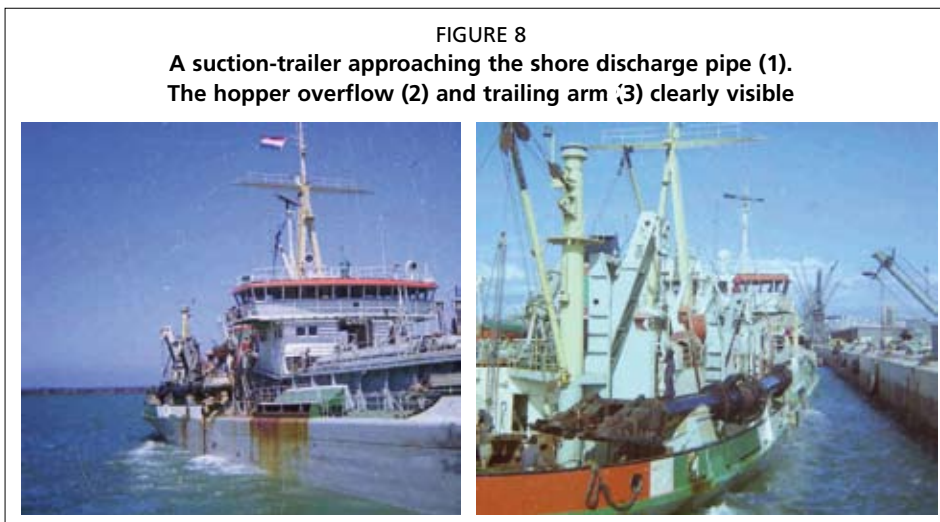 FIGURE 8
A suction-trailer approaching the shore discharge pipe (1).
The hopper overflow (2) and trailing arm (3) clearly visible